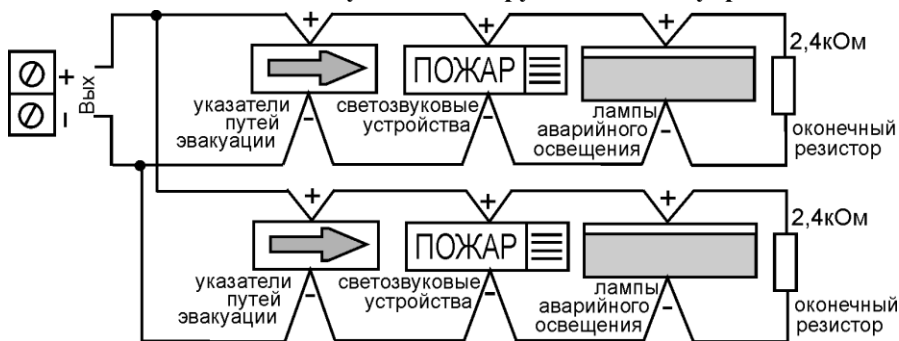 +
-
Вых
+
+
+
2,4кОм
ПОЖАР
указатели
путей
эвакуации
-
светозвуковые
устройства
-
лампы
аварийного
освещения
-
оконечный
резистор
+
+
+
2,4кОм
ПОЖАР
указатели
путей
эвакуации
-
светозвуковые
устройства
-
лампы
аварийного
освещения
-
оконечный
резистор